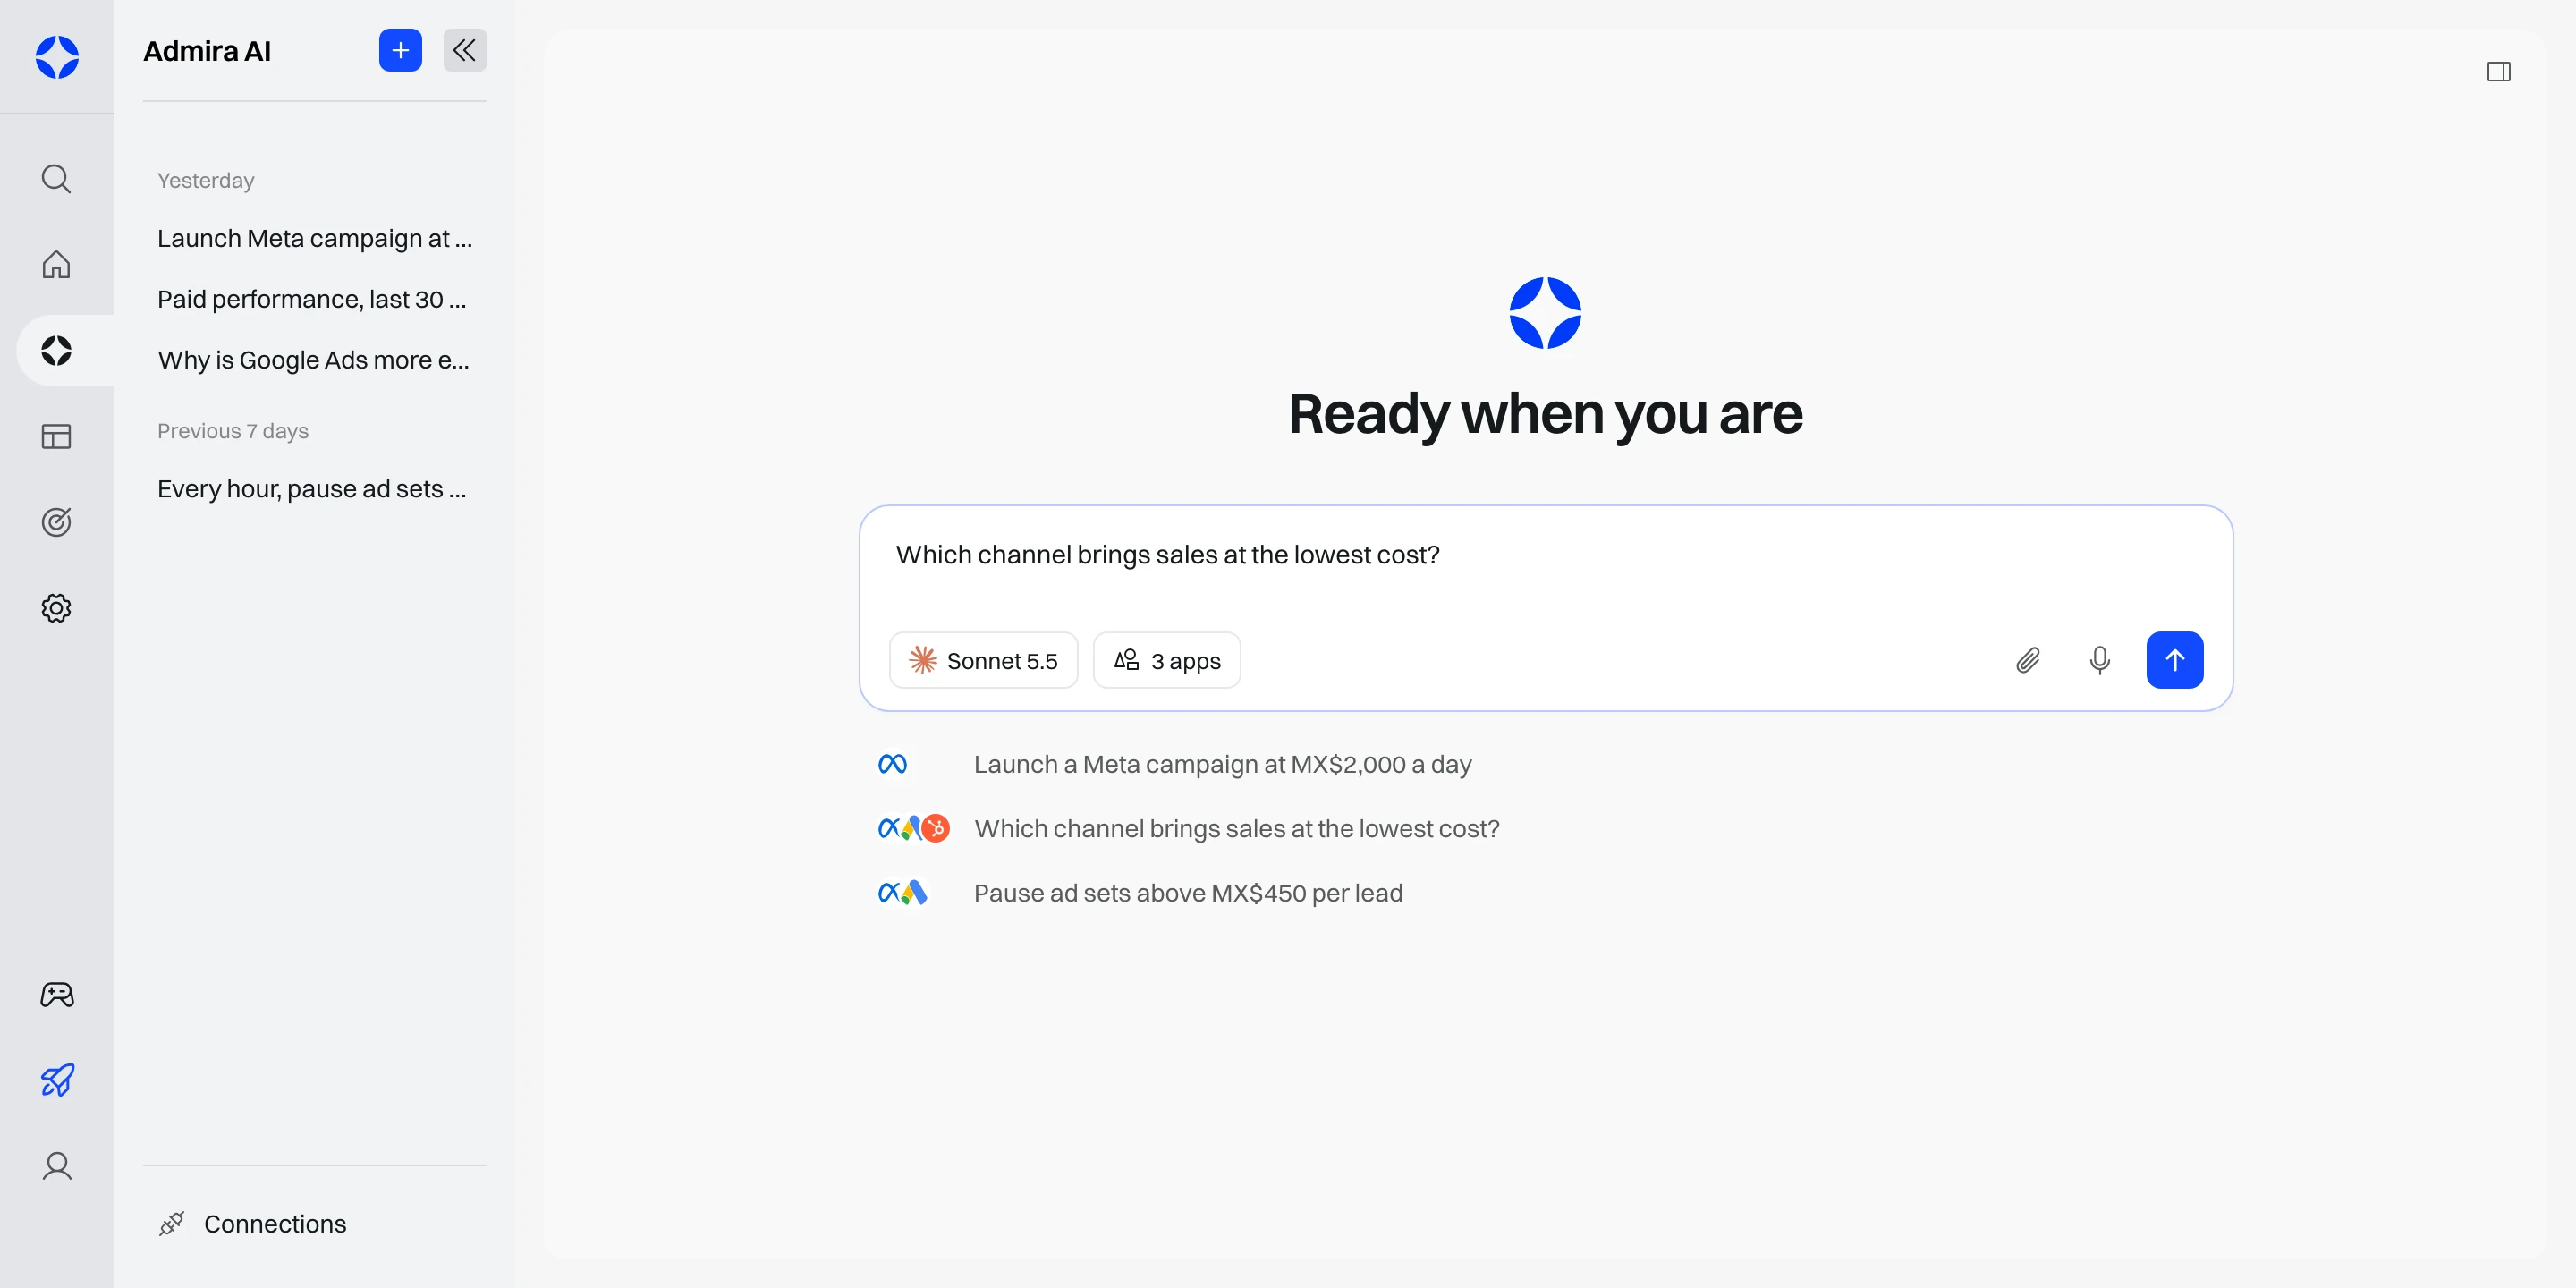 Admira AI
Yesterday
Launch Meta campaign at ...
Paid performance, last 30 ...
Why is Google Ads more e...
Previous 7 days
Every hour, pause ad sets ...
Connections
Ready when you are
Which channel brings sales at the lowest cost?
Sonnet 5.5
3 apps
Launch a Meta campaign at MX$2,000 a day
Which channel brings sales at the lowest cost?
Pause ad sets above MX$450 per lead